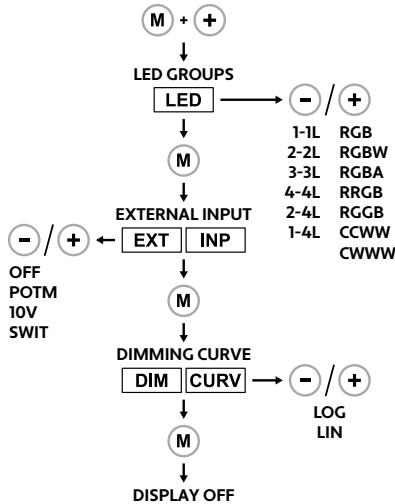 M + +
LED GROUPS
LED
- / +
1-1L RGB
2-2L RGBW
3-3L RGBA
4-4L RRGB
2-4L RGGB
1-4L CCWW
CWWW
M
EXTERNAL INPUT
- / + EXT INP
OFF
POTM
10V
SWIT
M
DIMMING CURVE
DIM CURV - / +
LOG
LIN
M
DISPLAY OFF